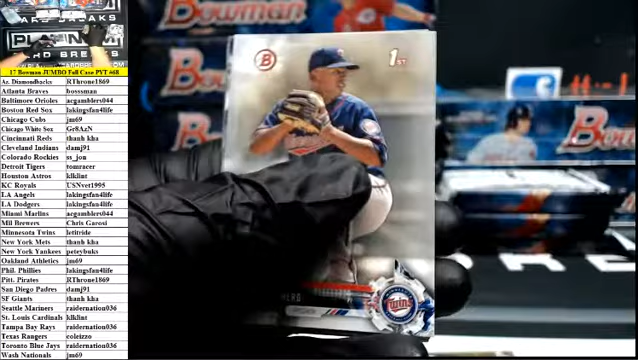 PLATINUM
CARD BREAKS
17 Bowman JUMBO Full Case PYT #68
Az. Diamondbacks RThrone1869
Atlanta Braves bosssman
Baltimore Orioles acgamblers044
Boston Red Sox lakingsfan4life
Chicago Cubs jm69
Chicago White Sox Gr8AzN
Cincinnati Reds thanh kha
Cleveland Indians damj91
Colorado Rockies ss_jon
Detroit Tigers tomracer
Houston Astros klklint
KC Royals USNvet1995
LA Angels lakingsfan4life
LA Dodgers lakingsfan4life
Miami Marlins acgamblers044
Mil Brewers Chris Garosi
Minnesota Twins letitride
New York Mets thanh kha
New York Yankees peteybuks
Oakland Athletics jm69
Phil. Phillies lakingsfan4life
Pitt. Pirates RThrone1869
San Diego Padres damj91
SF Giants thanh kha
Seattle Mariners raidernation036
St. Louis Cardinals klklint
Tampa Bay Rays raidernation036
Texas Rangers coleizzo
Toronto Blue Jays raidernation036
Wash Nationals jm69
Bowman
B
1ST
Twins
Bowman